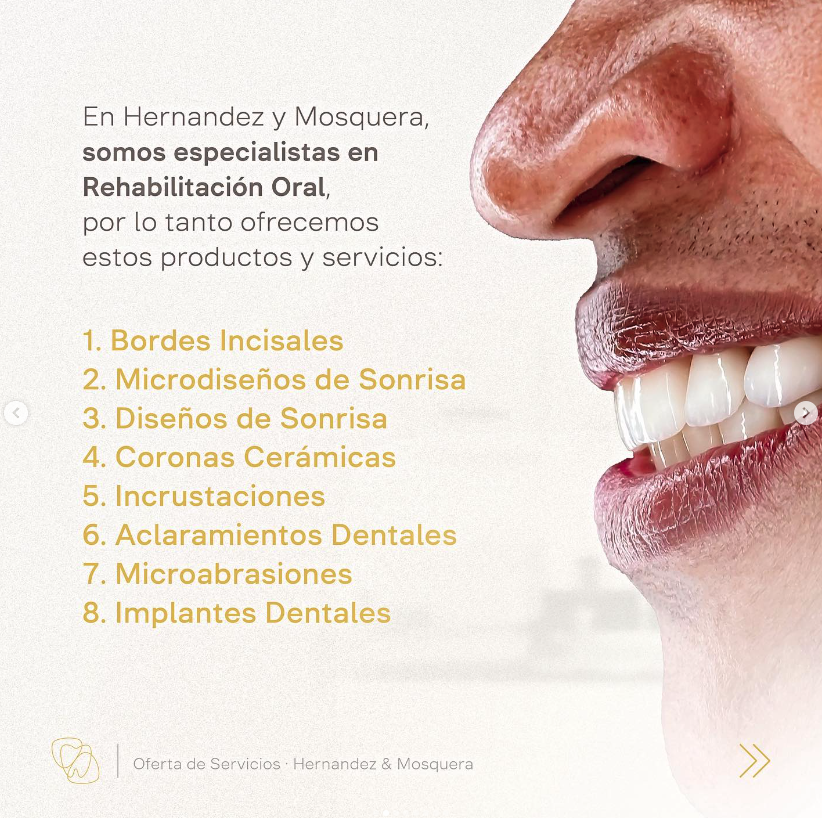 En Hernandez y Mosquera,
somos especialistas en
Rehabilitación Oral,
por lo tanto ofrecemos
estos productos y servicios:
1. Bordes Incisales
2. Microdiseños de Sonrisa
3. Diseños de Sonrisa
4. Coronas Cerámicas
5. Incrustaciones
6. Aclaramientos Dentales
7. Microabrasiones
8. Implantes Dentales
Oferta de Servicios · Hernandez & Mosquera